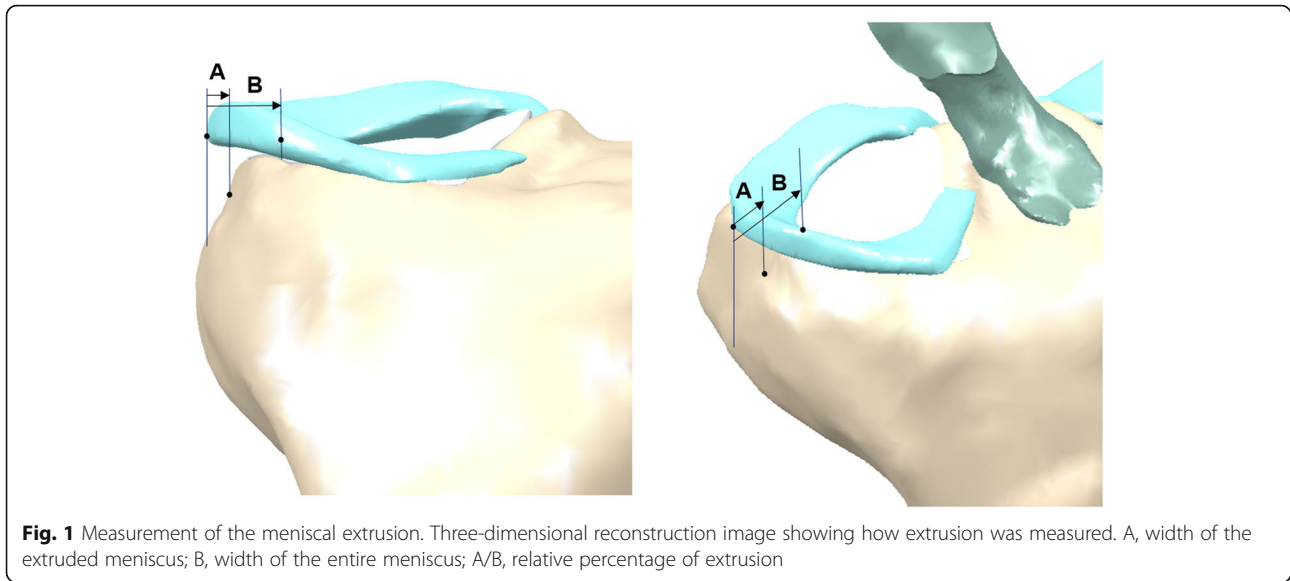 A
B
A
B
Fig. 1 Measurement of the meniscal extrusion. Three-dimensional reconstruction image showing how extrusion was measured. A, width of the
extruded meniscus; B, width of the entire meniscus; A/B, relative percentage of extrusion